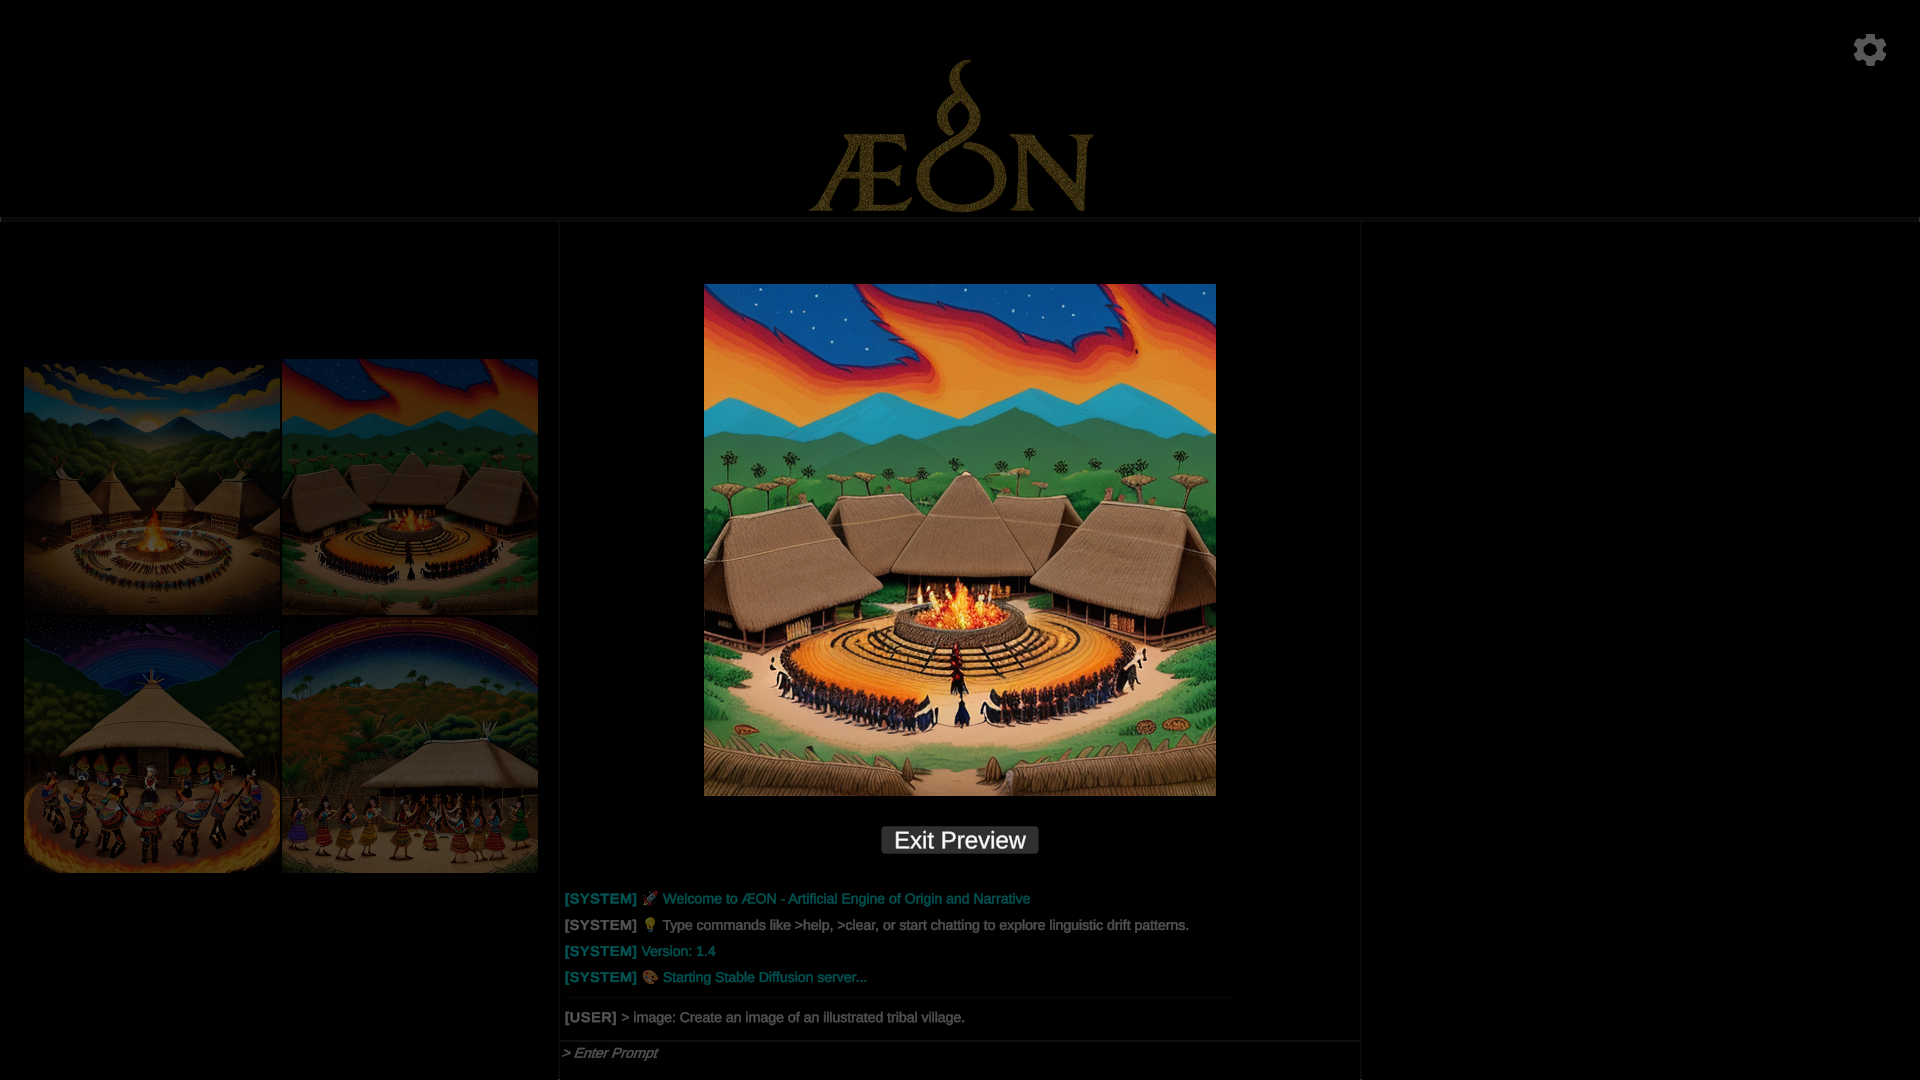 ÆON
Exit Preview
[SYSTEM] 🚀 Welcome to ÆON - Artificial Engine of Origin and Narrative
[SYSTEM] 💡 Type commands like >help, >clear, or start chatting to explore linguistic drift patterns.
[SYSTEM] Version: 1.4
[SYSTEM] 🎨 Starting Stable Diffusion server...
[USER] > image: Create an image of an illustrated tribal village.
> Enter Prompt